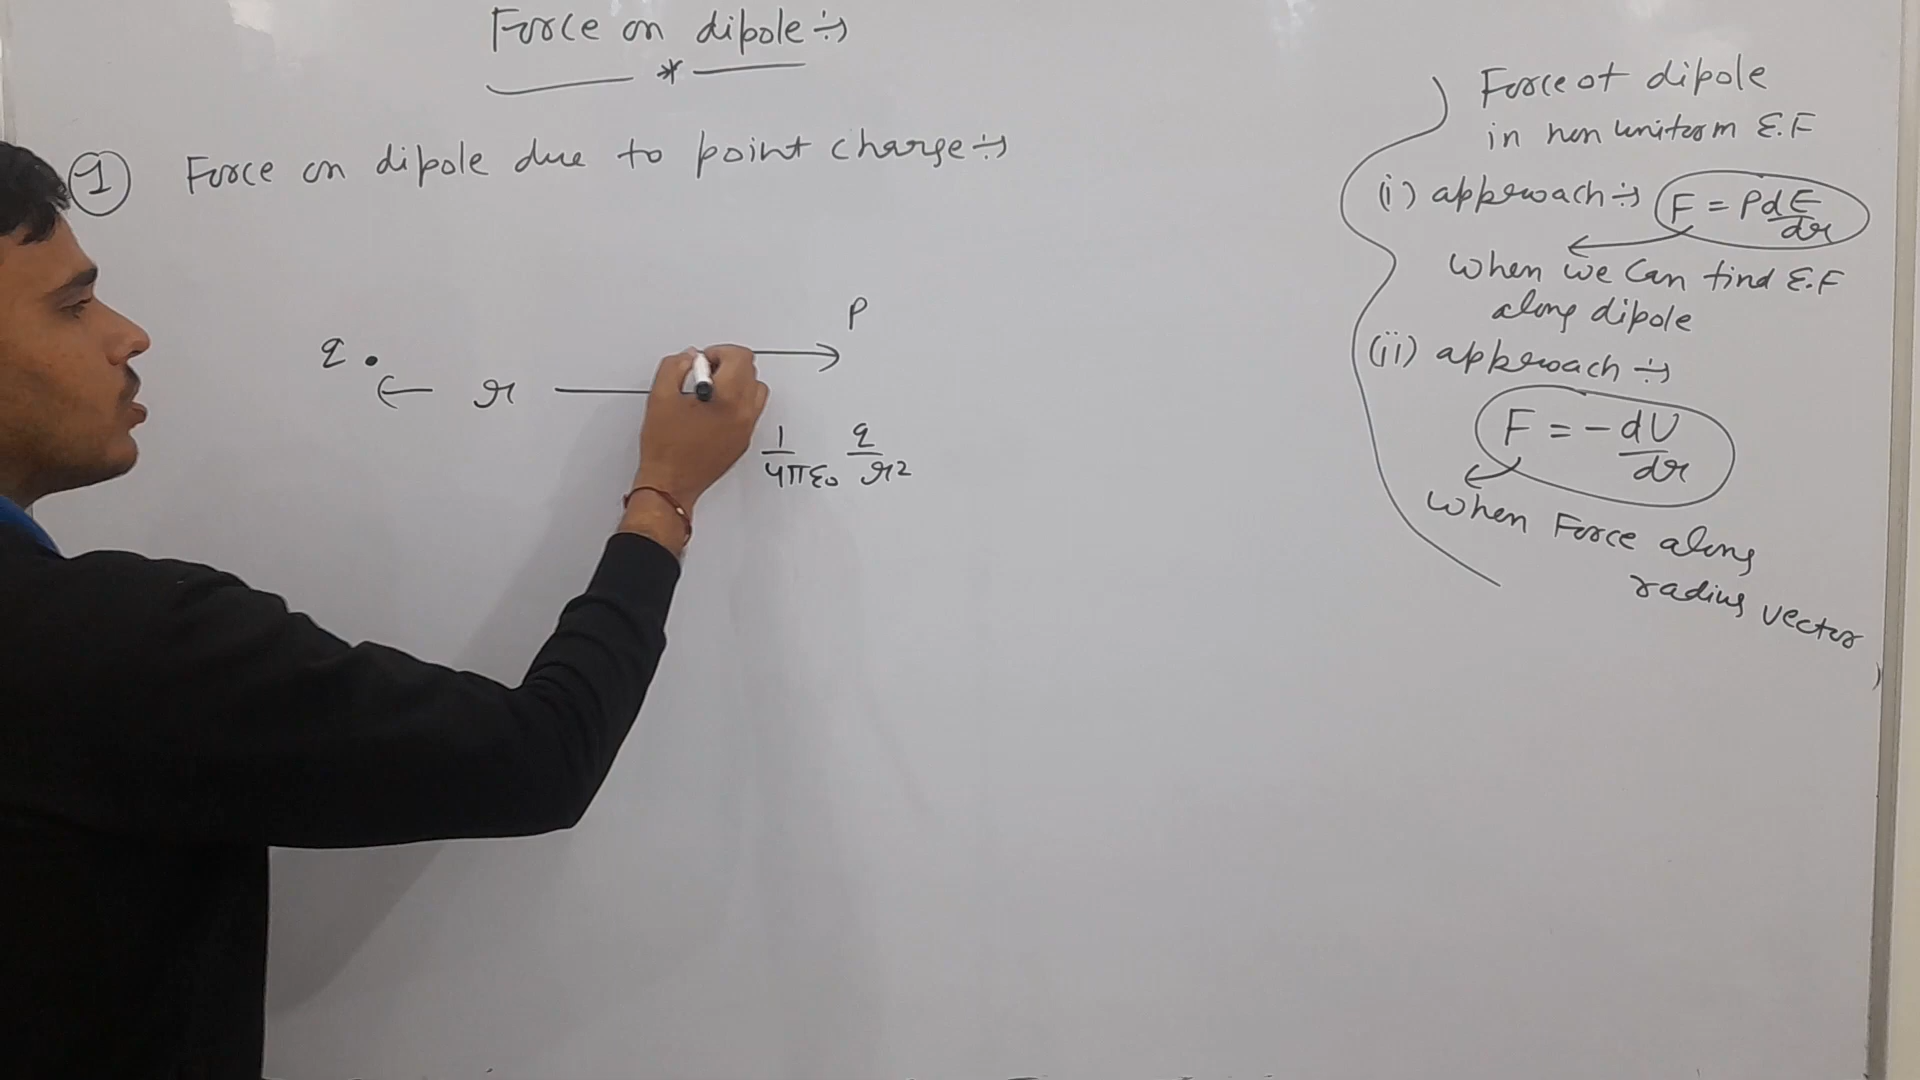 Force on dipole :-
*
① Force on dipole due to point charge :-
q . P
← r —
1/4πε0 q/r²
Force of dipole
in non uniform E.F
(i) approach :- F = P dE/dr
when we can find E.F
along dipole
(ii) approach :-
F = - dU/dr
when Force along
radius vector